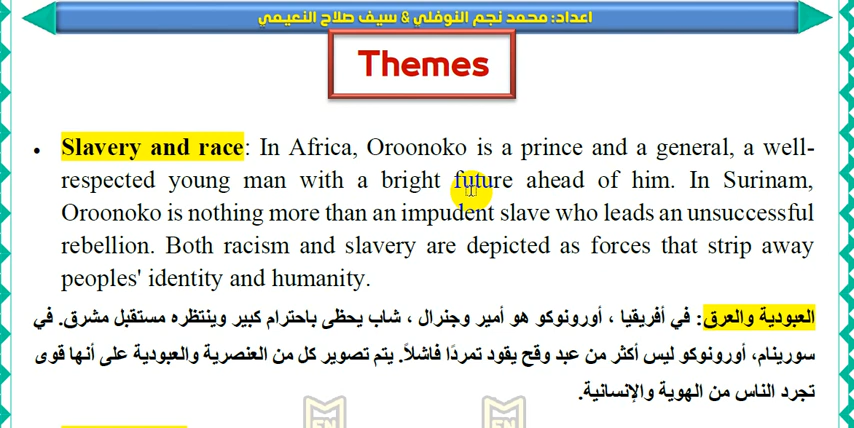 اعداد: محمد نجم النوفلي & سيف صلاح النعيمي
Themes
• Slavery and race: In Africa, Oroonoko is a prince and a general, a well-
respected young man with a bright future ahead of him. In Surinam,
Oroonoko is nothing more than an impudent slave who leads an unsuccessful
rebellion. Both racism and slavery are depicted as forces that strip away
peoples' identity and humanity.
العبودية والعرق: في أفريقيا ، أورونوكو هو أمير وجنرال ، شاب يحظى باحترام كبير وينتظره مستقبل مشرق. في
سورينام، أورونوكو ليس أكثر من عبد وقح يقود تمردًا فاشلاً. يتم تصوير كل من العنصرية والعبودية على أنها قوى
تجرد الناس من الهوية والإنسانية.
EN EN